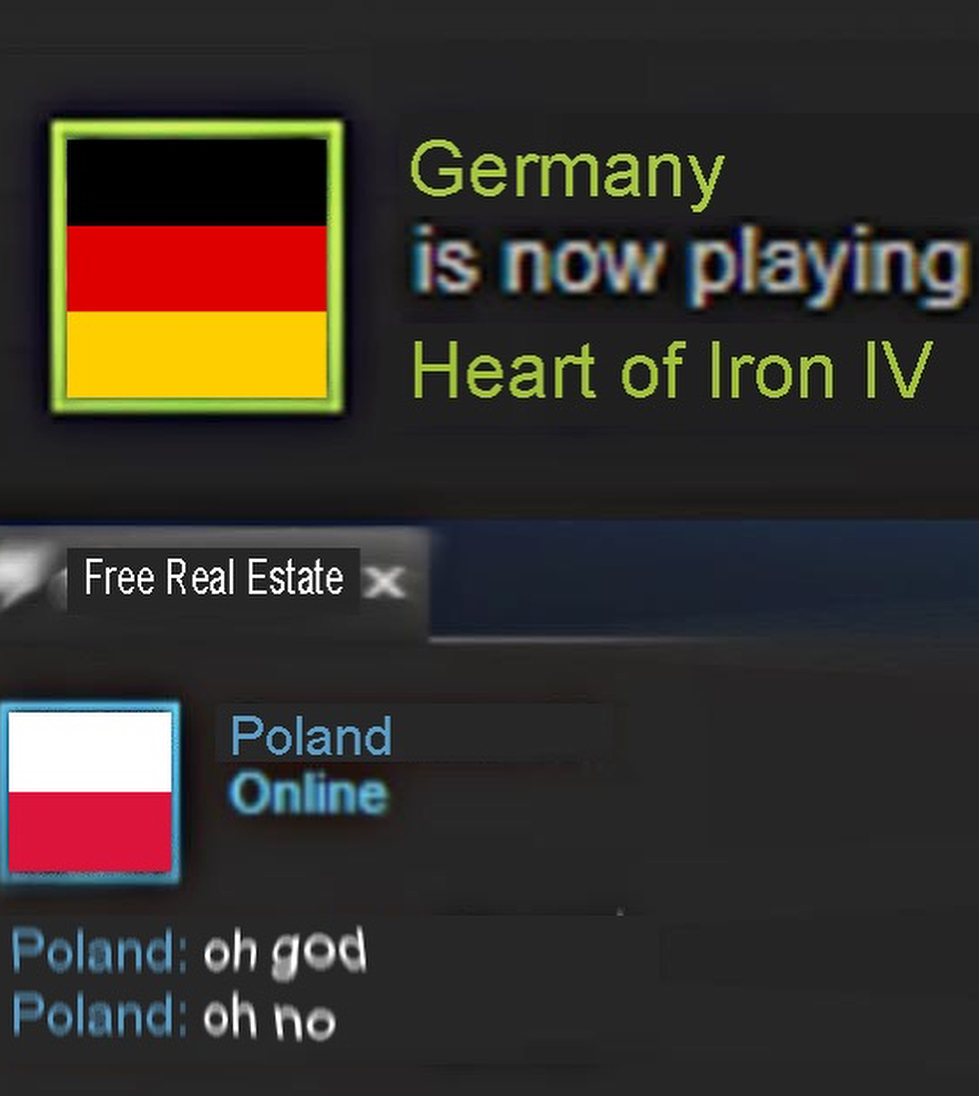 Germany
is now playing
Heart of Iron IV
Free Real Estate
Poland
Online
Poland: oh god
Poland: oh no